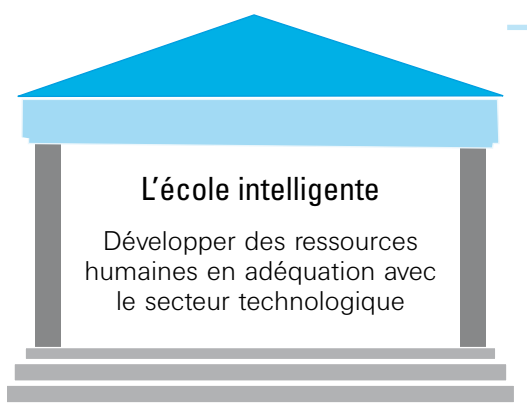 L'école intelligente
Développer des ressources
humaines en adéquation avec
le secteur technologique